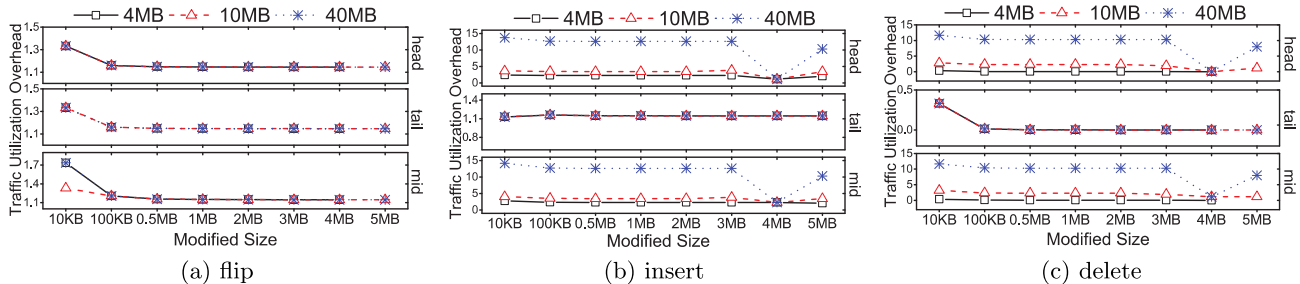 4MB 10MB 40MB
Traffic Utilization Overhead
1.5
1.3
1.1
head
1.5
1.3
1.1
tail
1.7
1.4
1.1
mid
10KB 100KB 0.5MB 1MB 2MB 3MB 4MB 5MB
Modified Size
(a) flip
4MB 10MB 40MB
Traffic Utilization Overhead
15
10
5
0
head
1.4
1.2
1.0
0.8
tail
15
10
5
0
mid
10KB 100KB 0.5MB 1MB 2MB 3MB 4MB 5MB
Modified Size
(b) insert
4MB 10MB 40MB
Traffic Utilization Overhead
15
10
5
0
head
0.5
0.0
tail
15
10
5
0
mid
10KB 100KB 0.5MB 1MB 2MB 3MB 4MB 5MB
Modified Size
(c) delete